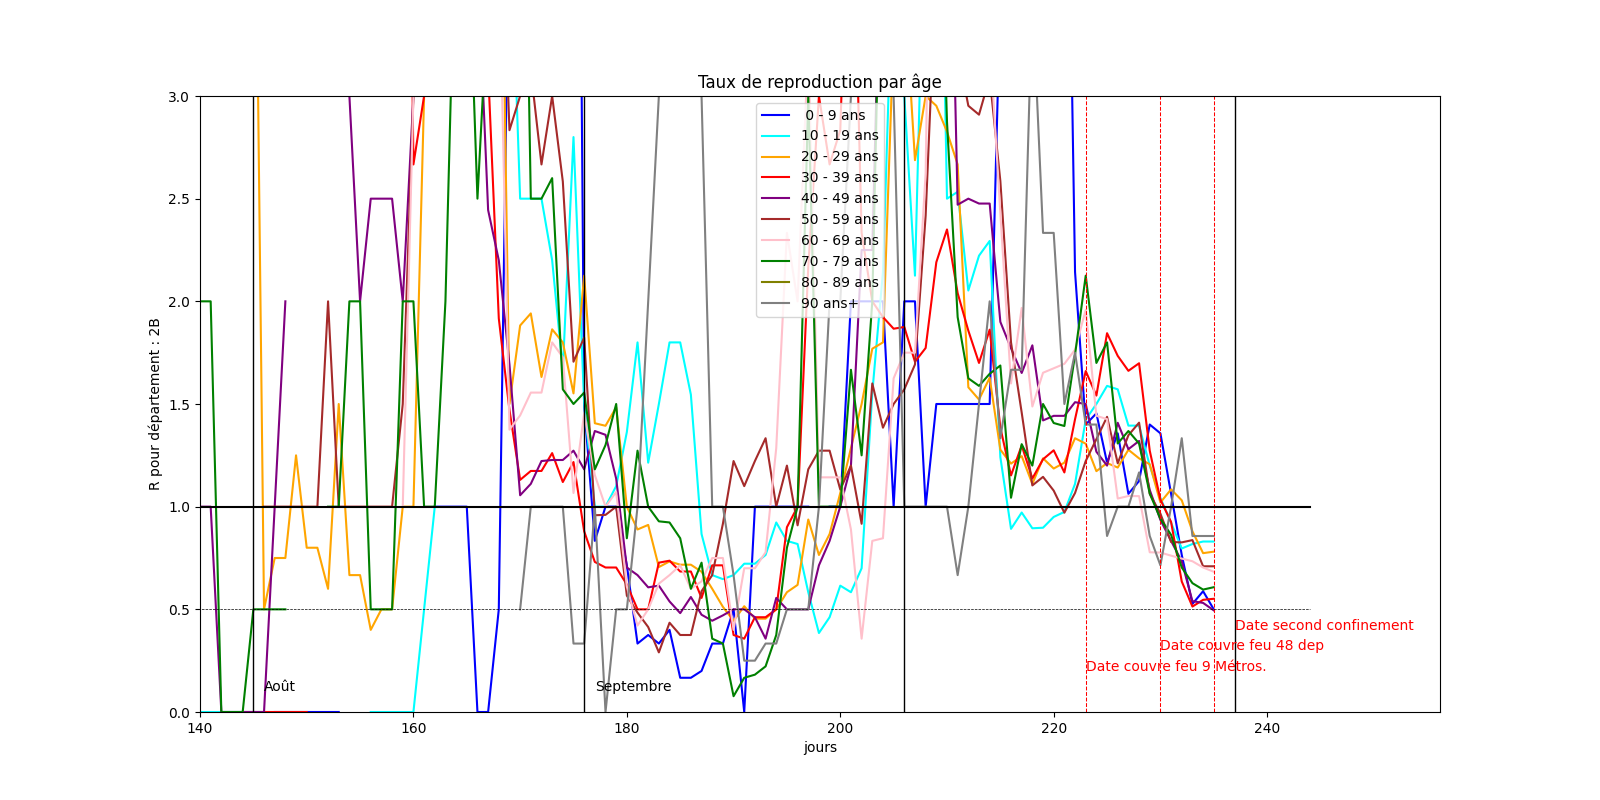 Taux de reproduction par âge
R pour département : 2B
3.0
2.5
2.0
1.5
1.0
0.5
0.0
0 - 9 ans
10 - 19 ans
20 - 29 ans
30 - 39 ans
40 - 49 ans
50 - 59 ans
60 - 69 ans
70 - 79 ans
80 - 89 ans
90 ans+
Date second confinement
Date couvre feu 48 dep
Date couvre feu 9 Métros.
Août
Septembre
140
160
180
200
220
240
jours